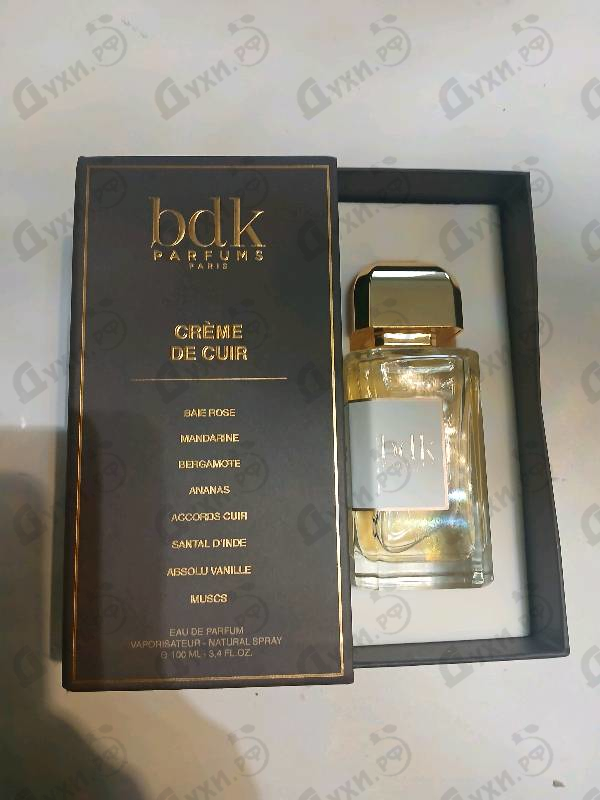 bdk
PARFUMS
PARIS
CRÈME
DE CUIR
BAIE ROSE
MANDARINE
BERGAMOTE
ANANAS
ACCORDS CUIR
SANTAL D'INDE
ABSOLU VANILLE
MUSCS
EAU DE PARFUM
VAPORISATEUR - NATURAL SPRAY
℮ 100 ML - 3.4 FL.OZ.
bdk
Духи.РФ